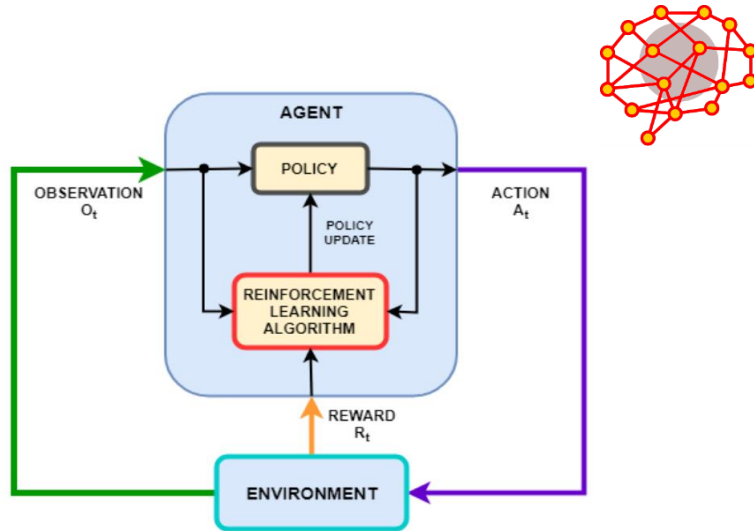 AGENT
POLICY
OBSERVATION
Oₜ
ACTION
Aₜ
POLICY
UPDATE
REINFORCEMENT
LEARNING
ALGORITHM
REWARD
Rₜ
ENVIRONMENT